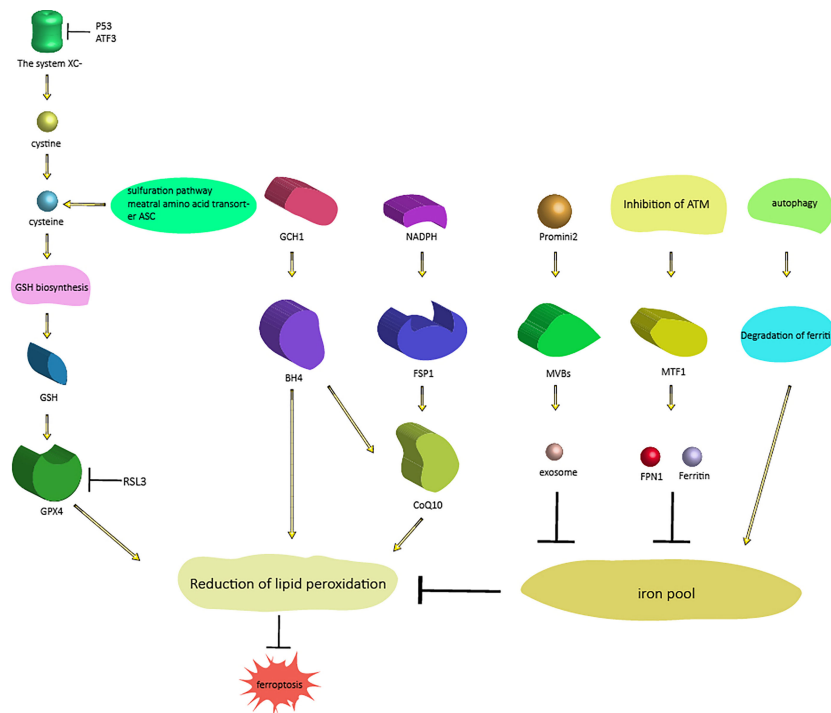 P53
ATF3
The system XC-
cystine
cysteine
sulfuration pathway
meatral amino acid transort-
er ASC
GSH biosynthesis
GSH
GPX4
RSL3
GCH1
BH4
NADPH
FSP1
CoQ10
Promini2
MVBs
exosome
Inhibition of ATM
MTF1
FPN1
Ferritin
autophagy
Degradation of ferriti
Reduction of lipid peroxidation
iron pool
ferroptosis